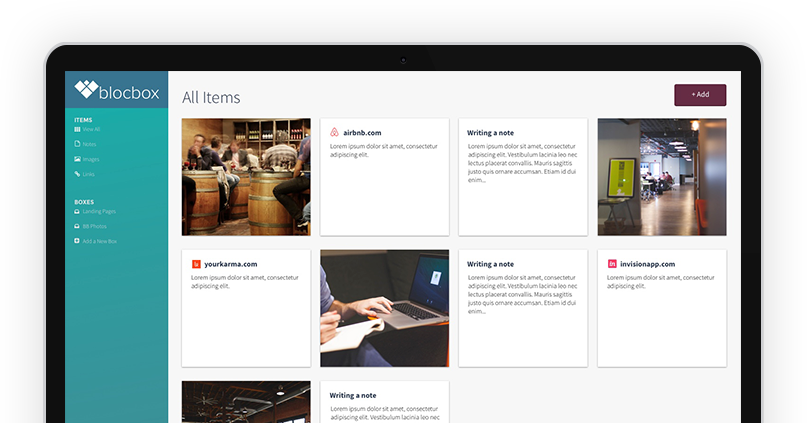 blocbox
All Items
+ Add
ITEMS
View All
Notes
Images
Links
BOXES
Landing Pages
BB Photos
Add a New Box
airbnb.com
Lorem ipsum dolor sit amet, consectetur
adipiscing elit.
Writing a note
Lorem ipsum dolor sit amet, consectetur
adipiscing elit. Vestibulum lacinia leo nec
lectus placerat convallis. Mauris sagittis
justo quis ornare accumsan. Etiam id dui
enim...
yourkarma.com
Lorem ipsum dolor sit amet, consectetur
adipiscing elit.
Writing a note
Lorem ipsum dolor sit amet, consectetur
adipiscing elit. Vestibulum lacinia leo nec
lectus placerat convallis. Mauris sagittis
justo quis ornare accumsan. Etiam id dui
enim...
in
invisionapp.com
Lorem ipsum dolor sit amet, consectetur
adipiscing elit.
Writing a note
Lorem ipsum dolor sit amet, consectetur
adipiscing elit. Vestibulum lacinia leo nec